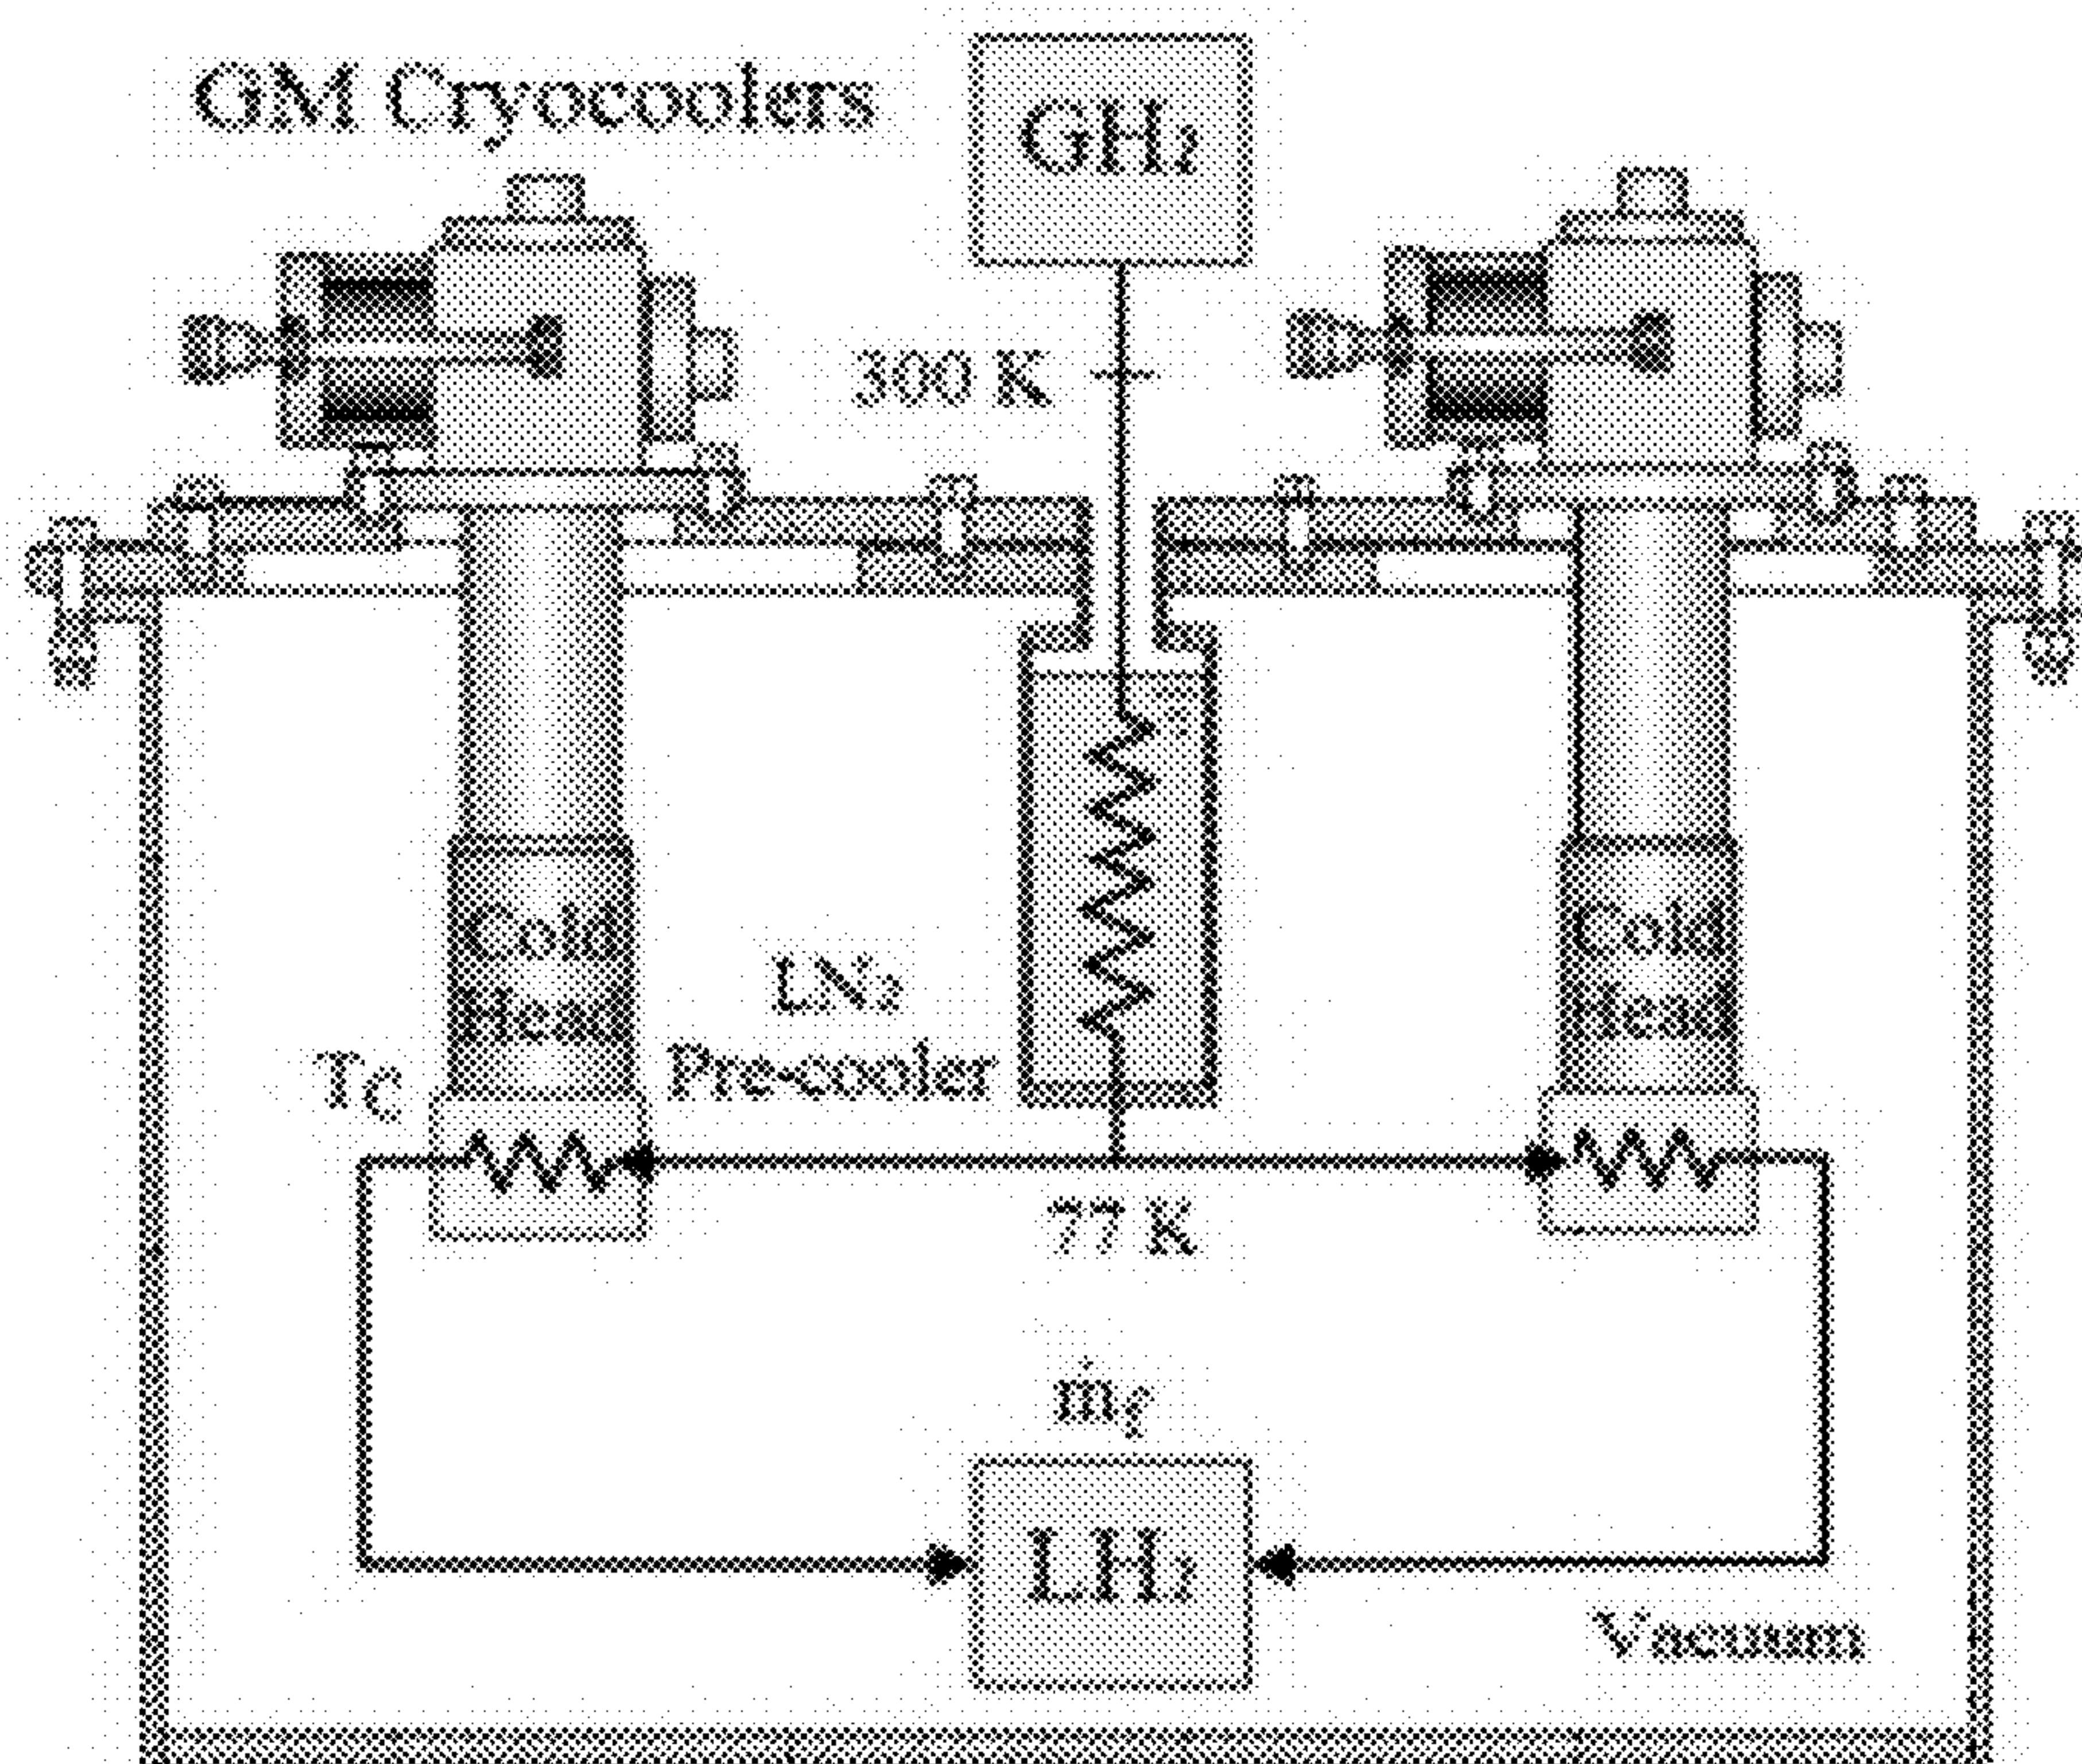 GM Cryocoolers
GH₂
300 K
Cold
Head
Cold
Head
LN₂
Pre-cooler
T_C
77 K
ṁ_f
LH₂
Vacuum